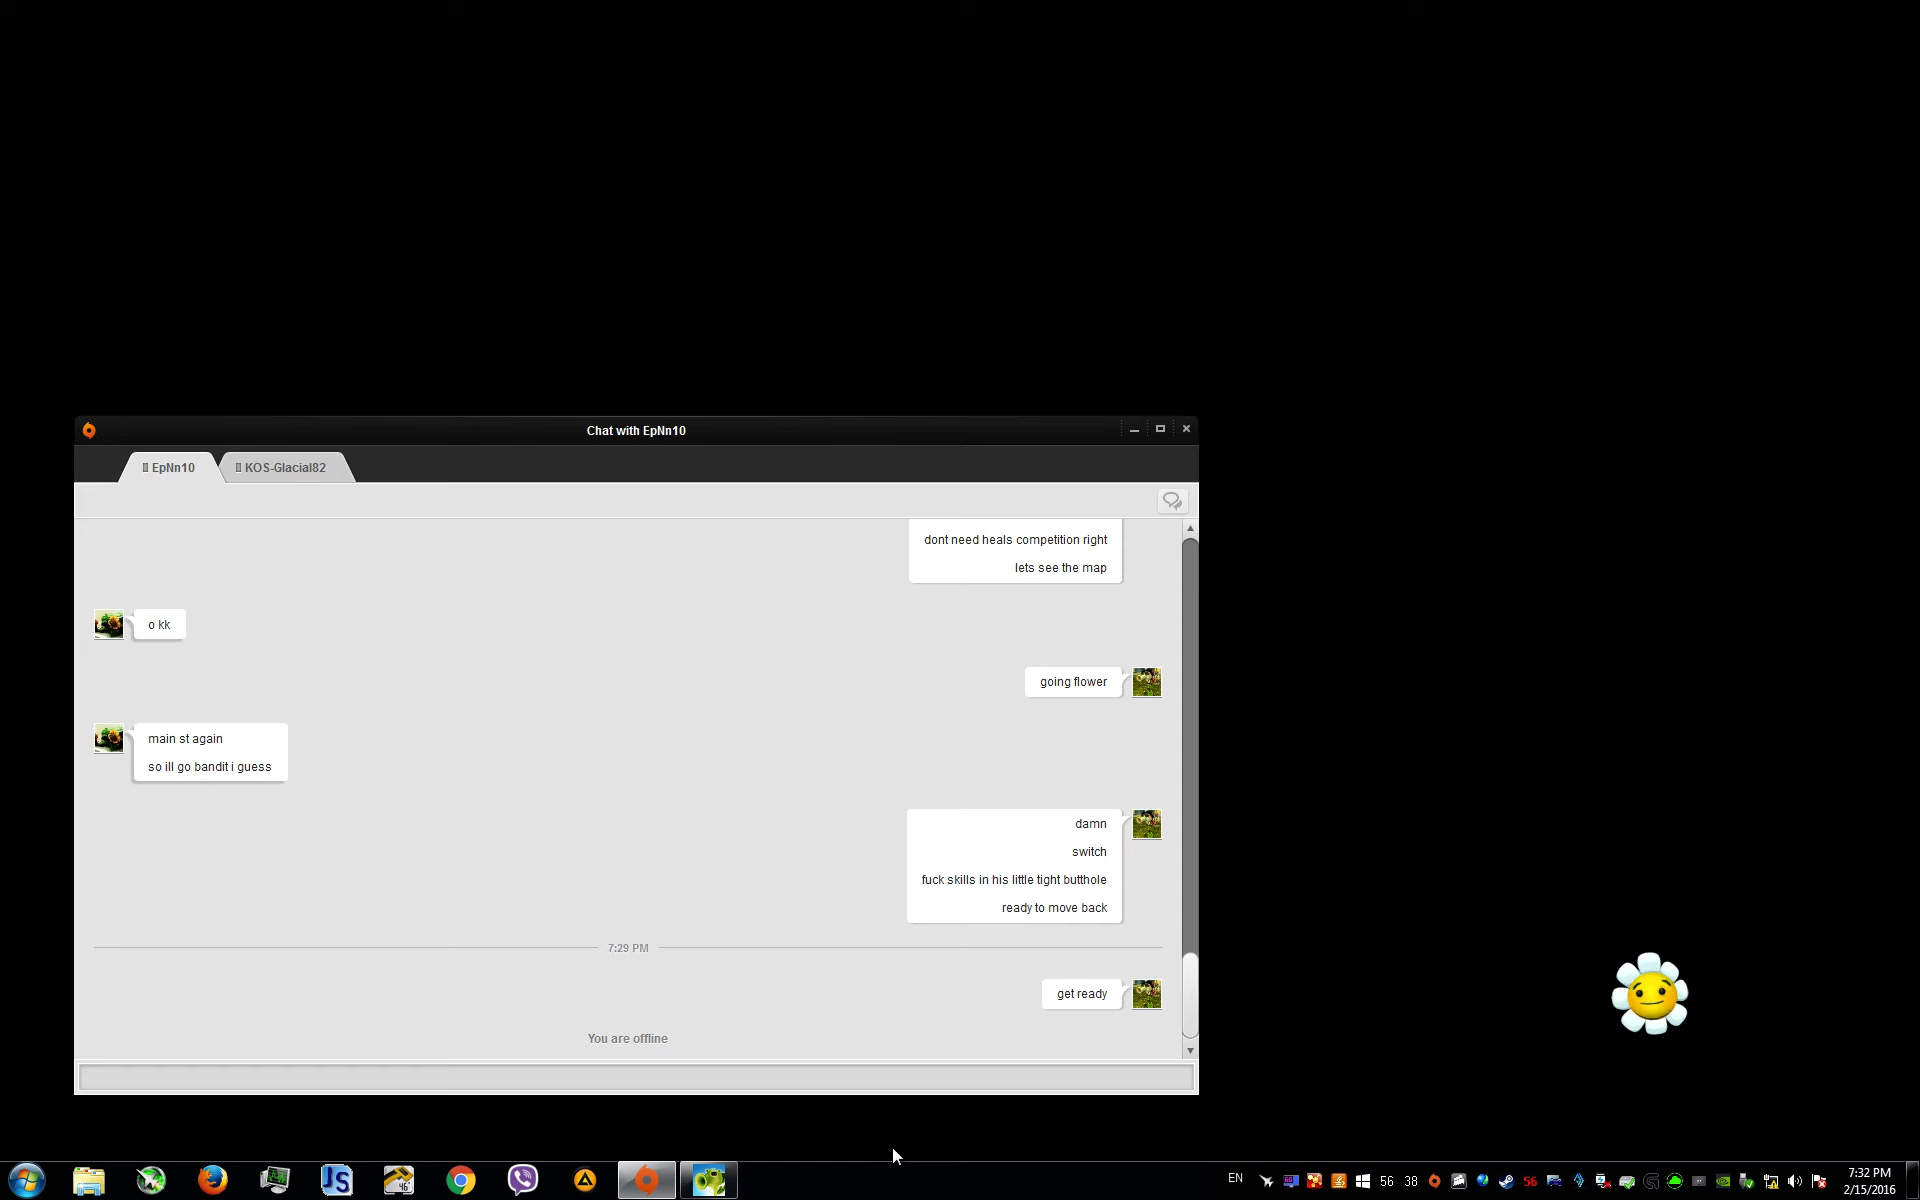 Chat with EpNn10
EpNn10
KOS-Glacial82
dont need heals competition right
lets see the map
o kk
going flower
main st again
so ill go bandit i guess
damn
switch
fuck skills in his little tight butthole
ready to move back
7:29 PM
get ready
You are offline
JS
46
EN
56
38
56
7:32 PM
2/15/2016